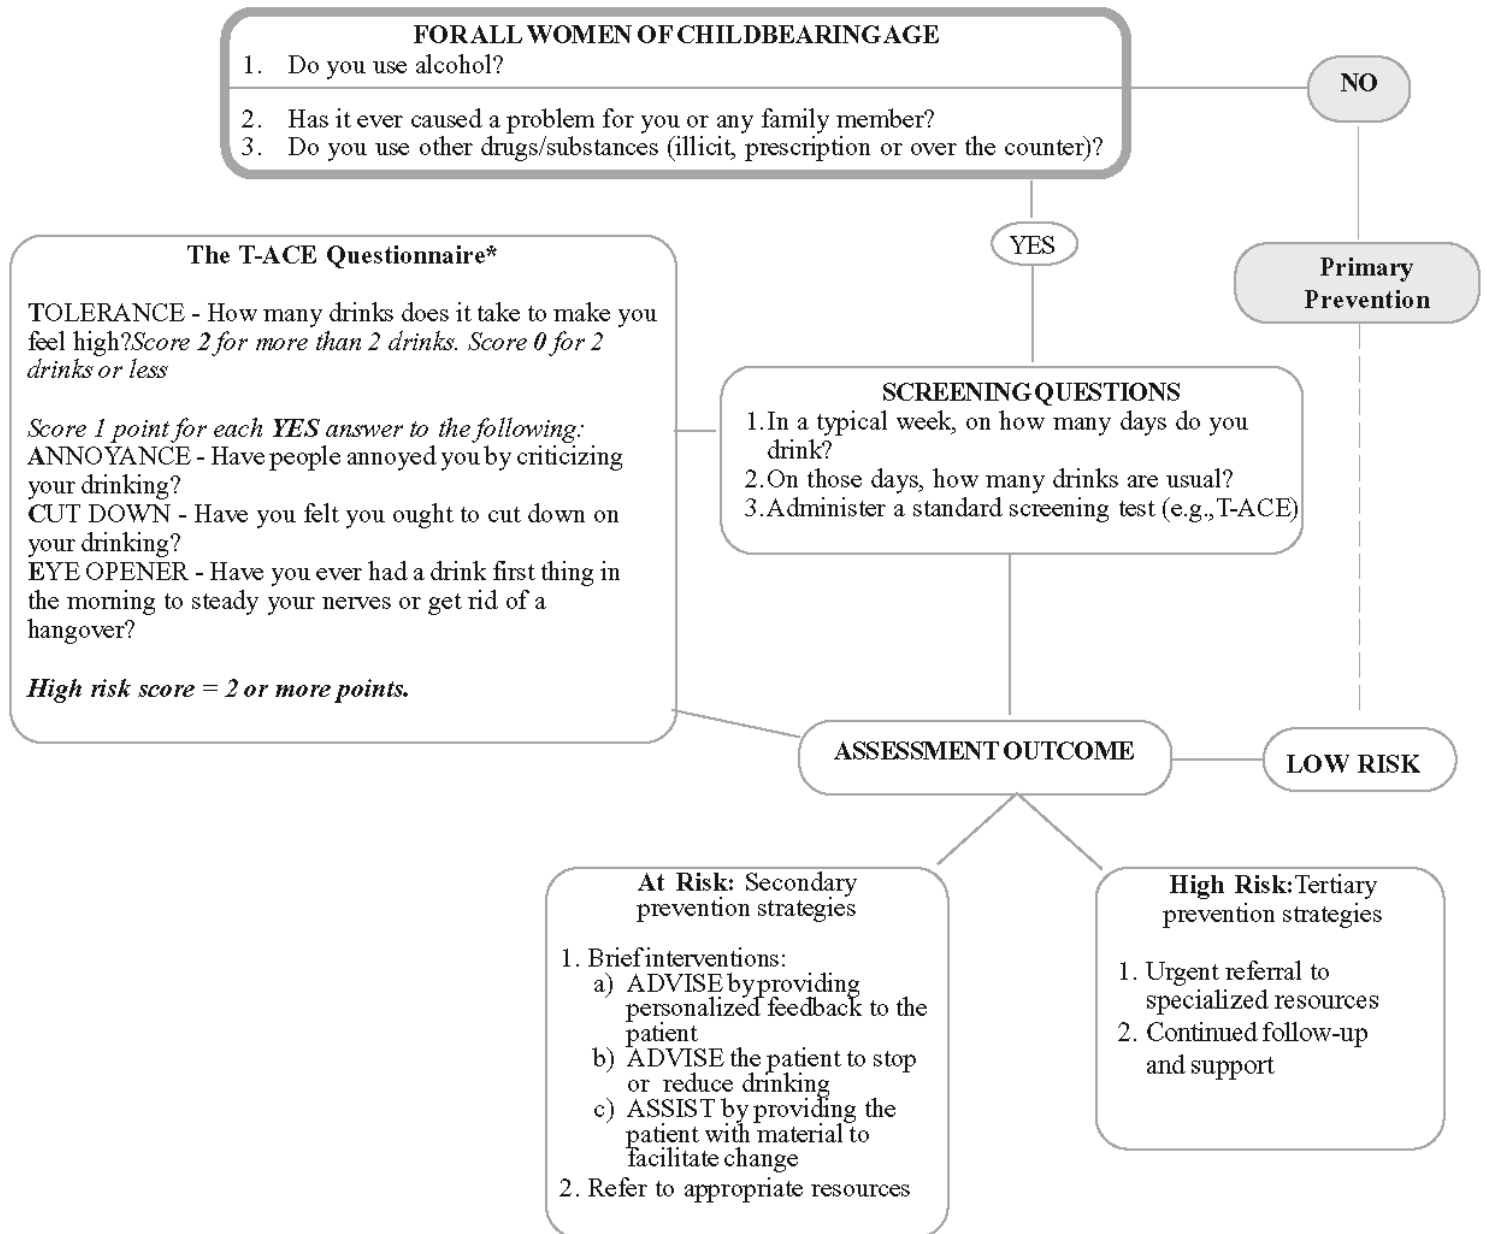 FOR ALL WOMEN OF CHILDBEARING AGE
1. Do you use alcohol?
2. Has it ever caused a problem for you or any family member?
3. Do you use other drugs/substances (illicit, prescription or over the counter)?
NO
YES
Primary
Prevention
The T-ACE Questionnaire*
TOLERANCE - How many drinks does it take to make you
feel high?Score 2 for more than 2 drinks. Score 0 for 2
drinks or less
Score 1 point for each YES answer to the following:
ANNOYANCE - Have people annoyed you by criticizing
your drinking?
CUT DOWN - Have you felt you ought to cut down on
your drinking?
EYE OPENER - Have you ever had a drink first thing in
the morning to steady your nerves or get rid of a
hangover?
High risk score = 2 or more points.
SCREENING QUESTIONS
1. In a typical week, on how many days do you
drink?
2. On those days, how many drinks are usual?
3. Administer a standard screening test (e.g., T-ACE)
ASSESSMENT OUTCOME
LOW RISK
At Risk: Secondary
prevention strategies
1. Brief interventions:
a) ADVISE by providing
personalized feedback to the
patient
b) ADVISE the patient to stop
or reduce drinking
c) ASSIST by providing the
patient with material to
facilitate change
2. Refer to appropriate resources
High Risk: Tertiary
prevention strategies
1. Urgent referral to
specialized resources
2. Continued follow-up
and support